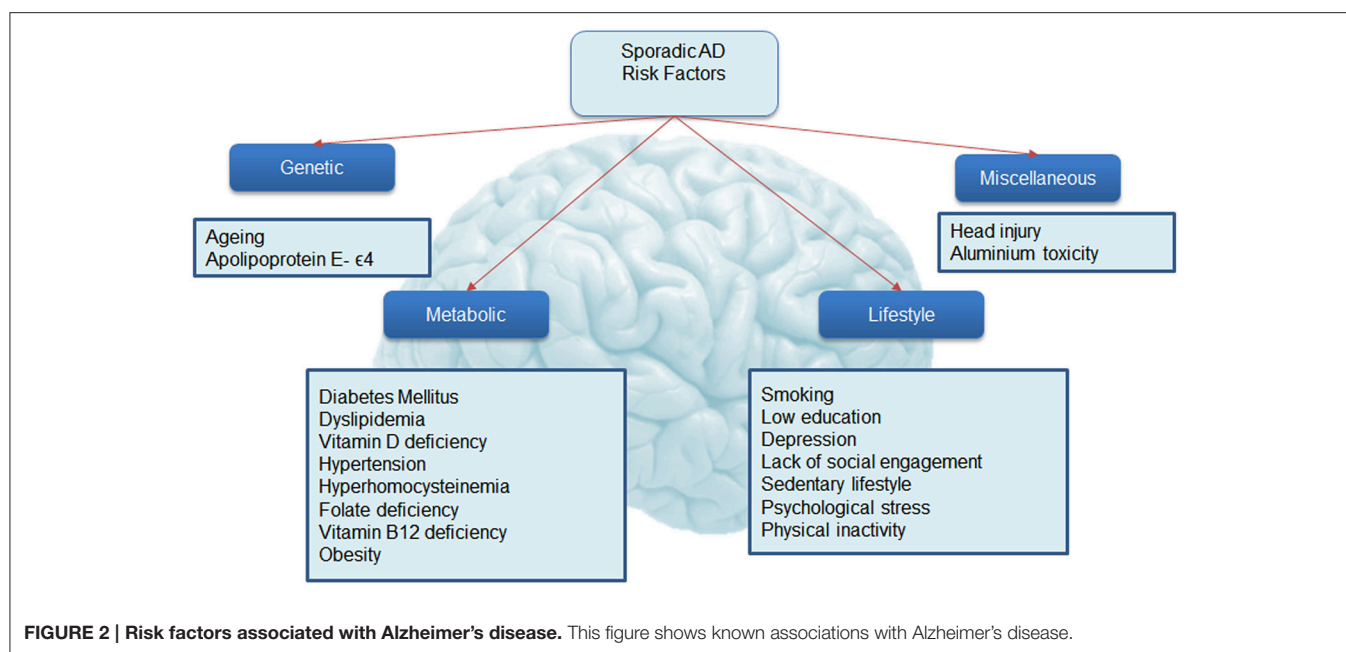 Sporadic AD
Risk Factors
Genetic
Ageing
Apolipoprotein E- ϵ4
Miscellaneous
Head injury
Aluminium toxicity
Metabolic
Diabetes Mellitus
Dyslipidemia
Vitamin D deficiency
Hypertension
Hyperhomocysteinemia
Folate deficiency
Vitamin B12 deficiency
Obesity
Lifestyle
Smoking
Low education
Depression
Lack of social engagement
Sedentary lifestyle
Psychological stress
Physical inactivity
FIGURE 2 | Risk factors associated with Alzheimer's disease. This figure shows known associations with Alzheimer's disease.